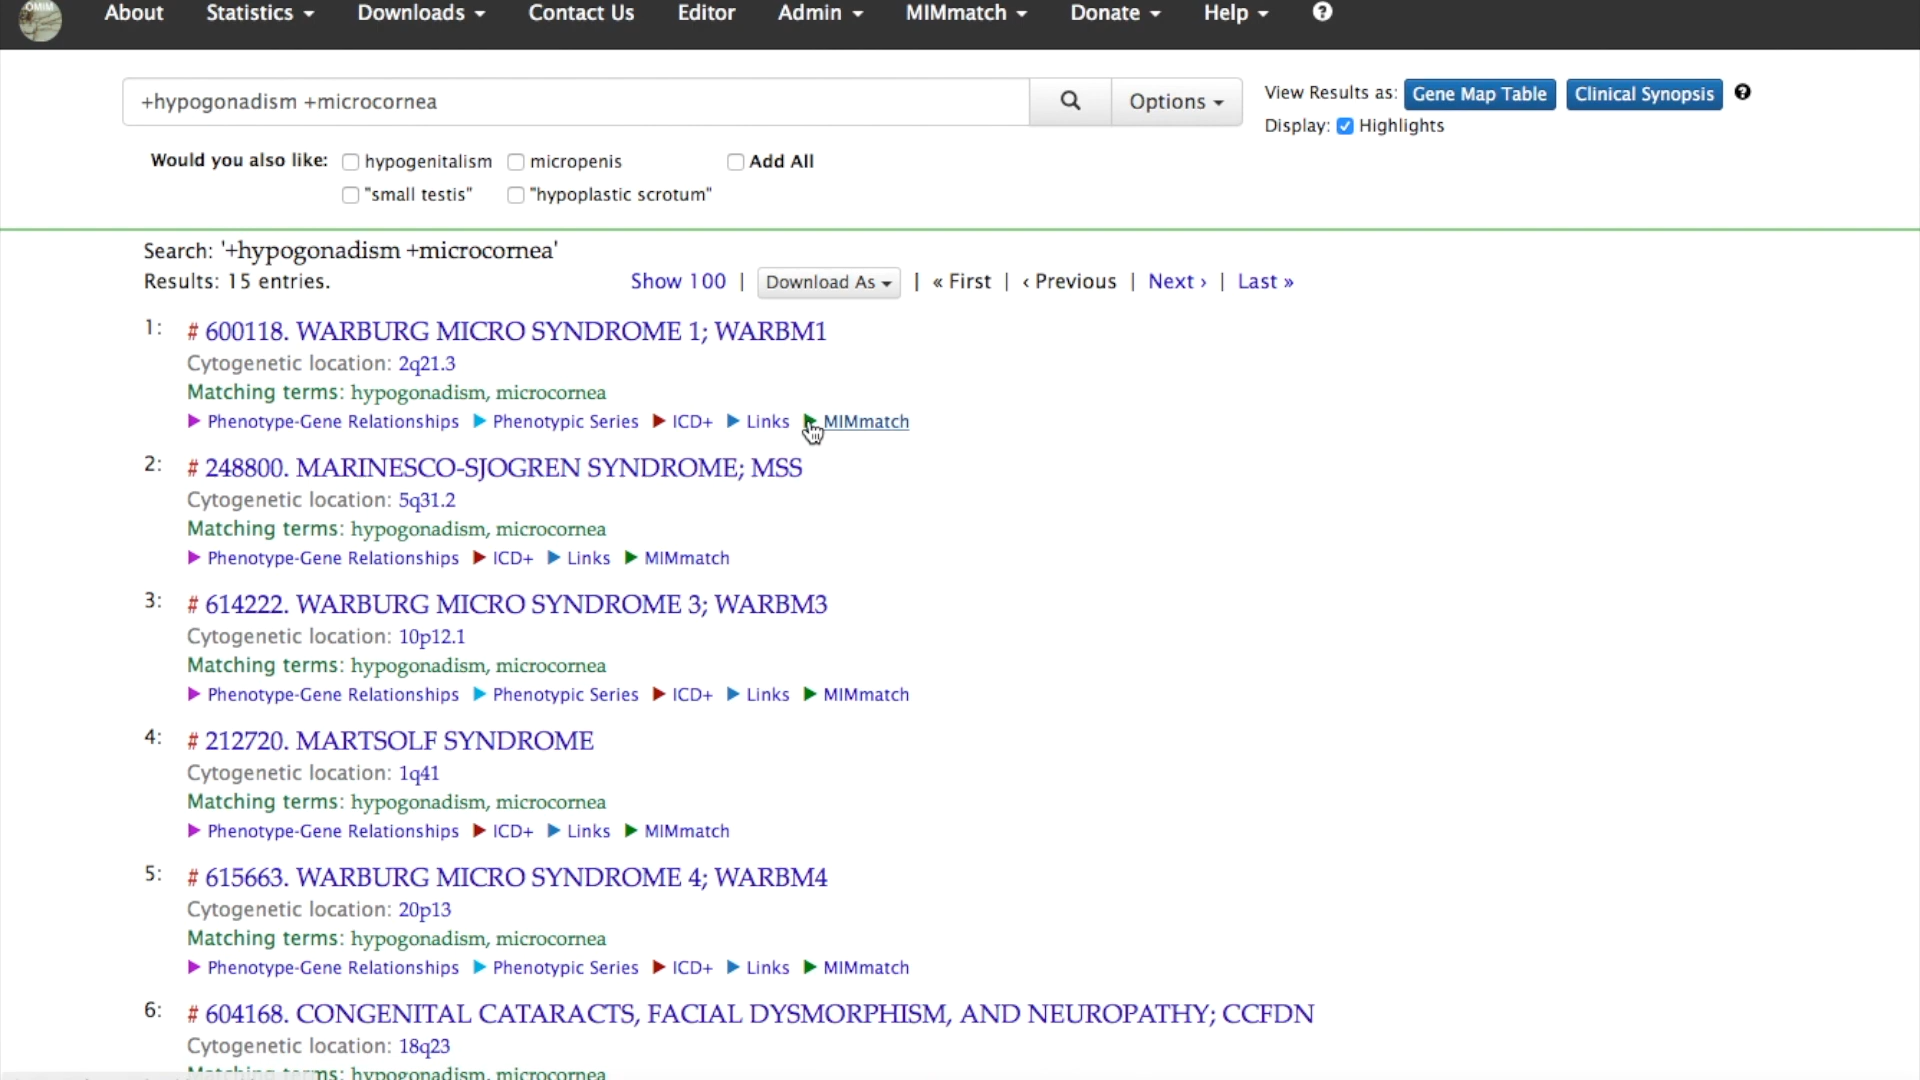 OMIM
About Statistics Downloads Contact Us Editor Admin MIMmatch Donate Help ?
+hypogonadism +microcornea Options View Results as: Gene Map Table Clinical Synopsis ?
Display: Highlights
Would you also like: hypogenitalism micropenis Add All
"small testis" "hypoplastic scrotum"
Search: '+hypogonadism +microcornea'
Results: 15 entries. Show 100 | Download As | « First | ‹ Previous | Next › | Last »
1: # 600118. WARBURG MICRO SYNDROME 1; WARBM1
Cytogenetic location: 2q21.3
Matching terms: hypogonadism, microcornea
Phenotype-Gene Relationships Phenotypic Series ICD+ Links MIMmatch
2: # 248800. MARINESCO-SJOGREN SYNDROME; MSS
Cytogenetic location: 5q31.2
Matching terms: hypogonadism, microcornea
Phenotype-Gene Relationships ICD+ Links MIMmatch
3: # 614222. WARBURG MICRO SYNDROME 3; WARBM3
Cytogenetic location: 10p12.1
Matching terms: hypogonadism, microcornea
Phenotype-Gene Relationships Phenotypic Series ICD+ Links MIMmatch
4: # 212720. MARTSOLF SYNDROME
Cytogenetic location: 1q41
Matching terms: hypogonadism, microcornea
Phenotype-Gene Relationships ICD+ Links MIMmatch
5: # 615663. WARBURG MICRO SYNDROME 4; WARBM4
Cytogenetic location: 20p13
Matching terms: hypogonadism, microcornea
Phenotype-Gene Relationships Phenotypic Series ICD+ Links MIMmatch
6: # 604168. CONGENITAL CATARACTS, FACIAL DYSMORPHISM, AND NEUROPATHY; CCFDN
Cytogenetic location: 18q23
Matching terms: hypogonadism, microcornea